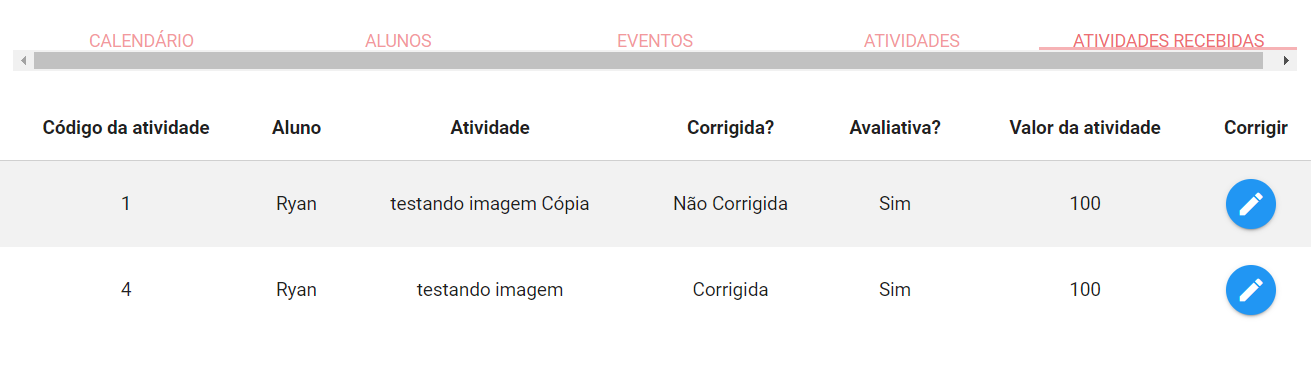 CALENDÁRIO ALUNOS EVENTOS ATIVIDADES ATIVIDADES RECEBIDAS
Código da atividade Aluno Atividade Corrigida? Avaliativa? Valor da atividade Corrigir
1 Ryan testando imagem Cópia Não Corrigida Sim 100
4 Ryan testando imagem Corrigida Sim 100